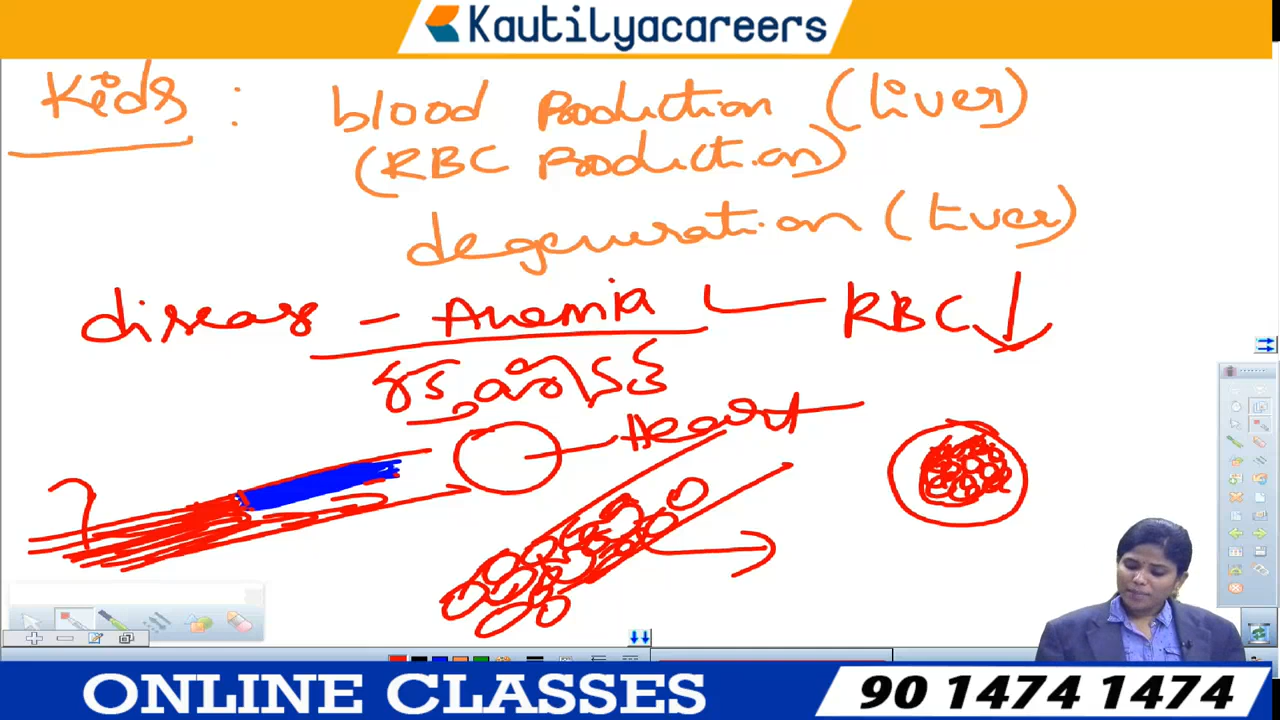 Kautilyacareers
Kids : blood Production (Liver)
(RBC Production)
degeneration (Liver)
disease - Anemia RBC ↓
Heart
ONLINE CLASSES 90 1474 1474